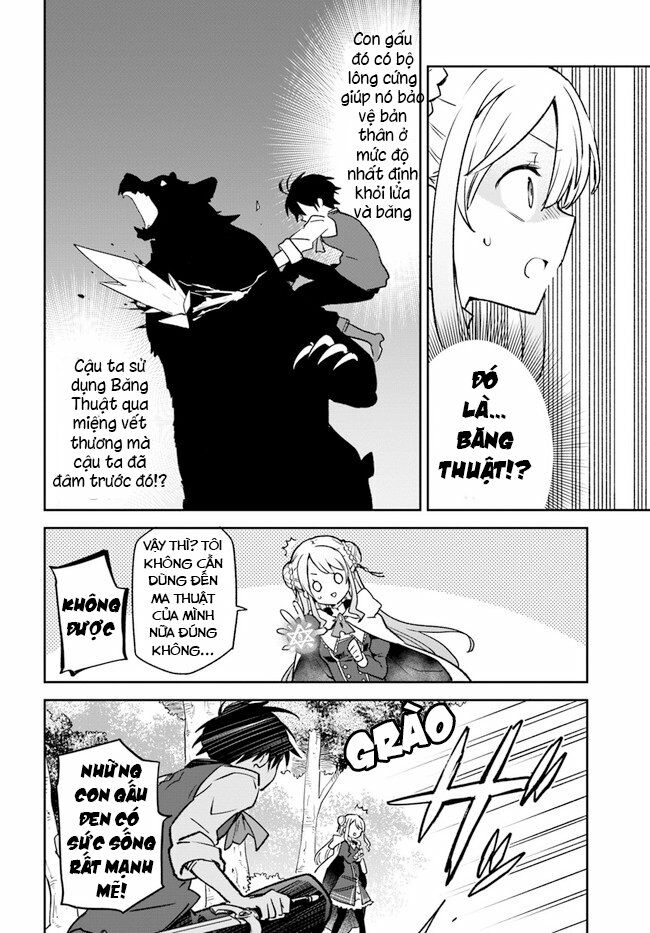 ĐÓ
LÀ...
BĂNG
THUẬT!?
Con gấu
đó có bộ
lông cứng
giúp nó bảo
vệ bản
thân ở
mức độ
nhất định
khỏi lửa
và băng
Cậu ta sử
dụng Băng
Thuật qua
miệng vết
thương mà
cậu ta đã
đâm trước đó!?
VẬY THÌ? TÔI
KHÔNG CẦN
DÙNG ĐẾN
MA THUẬT
CỦA MÌNH
NỮA ĐÚNG
KHÔNG...
KHÔNG
ĐƯỢC
GRÀO
NHỮNG
CON GẤU
ĐEN CÓ
SỨC SỐNG
RẤT MẠNH
MẼ!